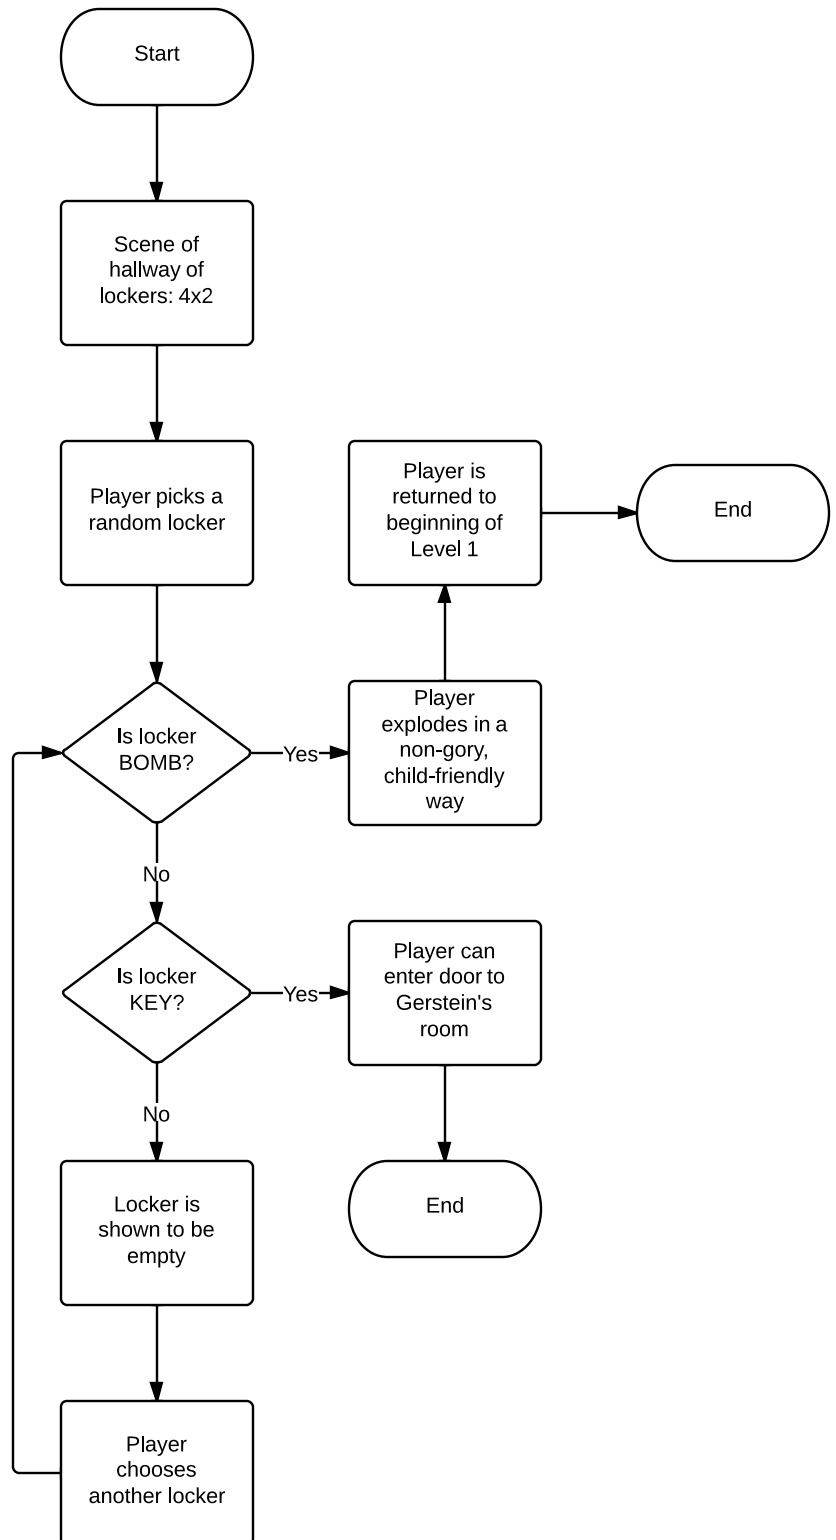 Start
Scene of
hallway of
lockers: 4x2
Player picks a
random locker
Player is
returned to
beginning of
Level 1
End
Is locker
BOMB?
Yes
Player
explodes in a
non-gory,
child-friendly
way
No
Is locker
KEY?
Yes
Player can
enter door to
Gerstein's
room
No
Locker is
shown to be
empty
End
Player
chooses
another locker